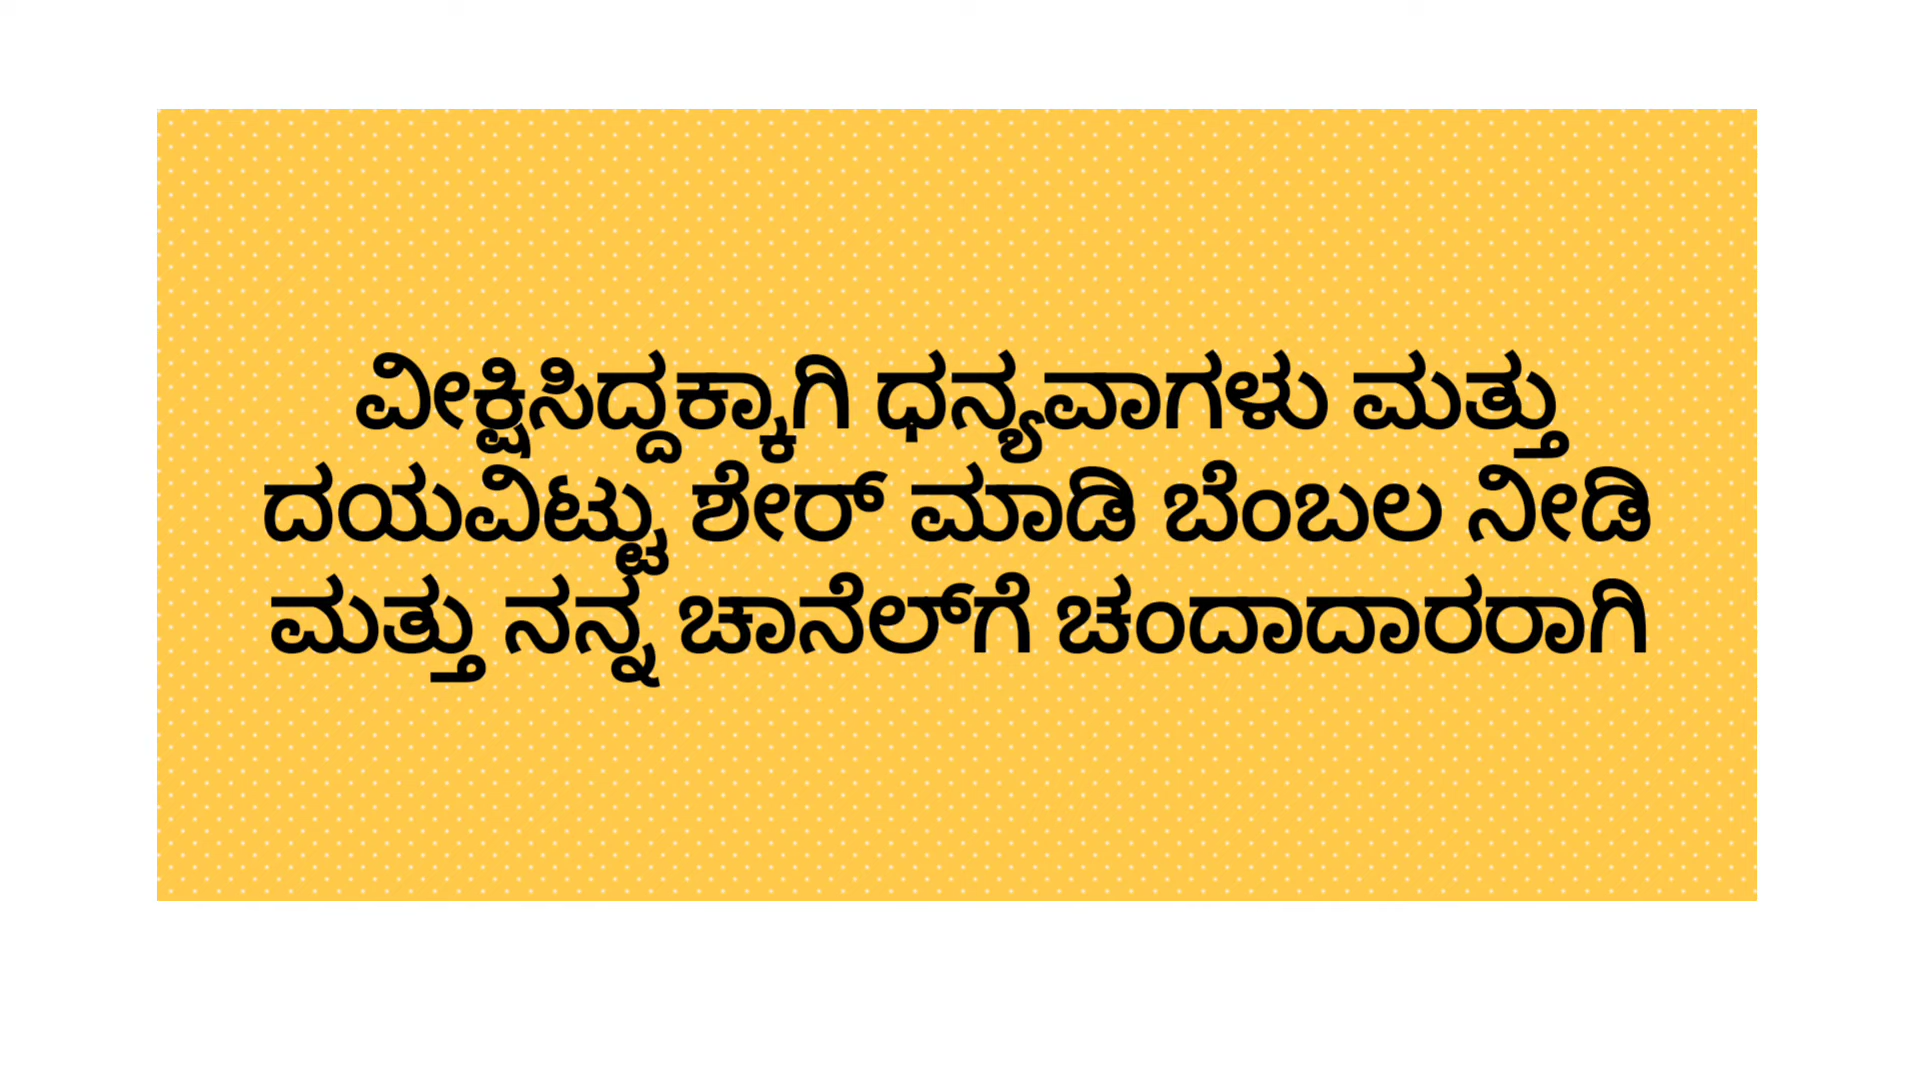 ವೀಕ್ಷಿಸಿದ್ದಕ್ಕಾಗಿ ಧನ್ಯವಾಗಳು ಮತ್ತು
ದಯವಿಟ್ಟು ಶೇರ್ ಮಾಡಿ ಬೆಂಬಲ ನೀಡಿ
ಮತ್ತು ನನ್ನ ಚಾನೆಲ್‌ಗೆ ಚಂದಾದಾರರಾಗಿ